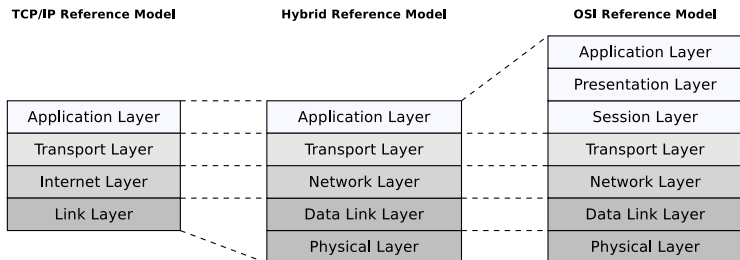 TCP/IP Reference Model
Hybrid Reference Model
OSI Reference Model
Application Layer
Transport Layer
Internet Layer
Link Layer
Application Layer
Transport Layer
Network Layer
Data Link Layer
Physical Layer
Application Layer
Presentation Layer
Session Layer
Transport Layer
Network Layer
Data Link Layer
Physical Layer